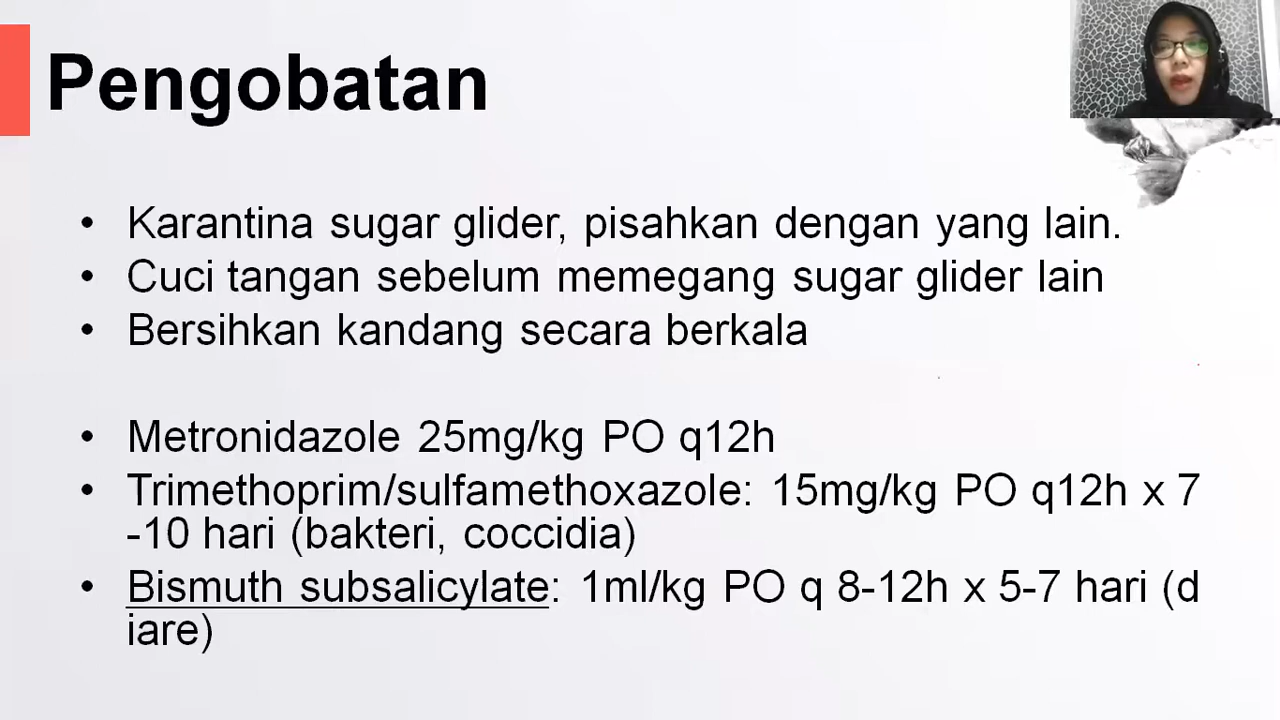 Pengobatan
• Karantina sugar glider, pisahkan dengan yang lain.
• Cuci tangan sebelum memegang sugar glider lain
• Bersihkan kandang secara berkala
• Metronidazole 25mg/kg PO q12h
• Trimethoprim/sulfamethoxazole: 15mg/kg PO q12h x 7
-10 hari (bakteri, coccidia)
• Bismuth subsalicylate: 1ml/kg PO q 8-12h x 5-7 hari (d
iare)